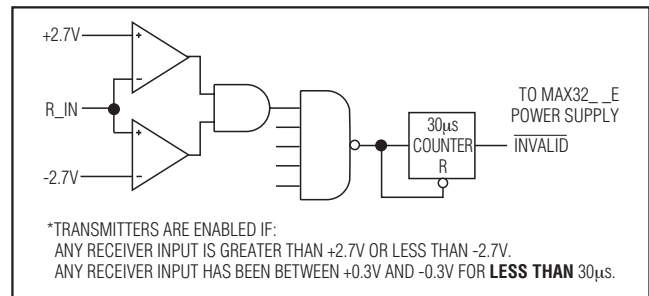 +2.7V
+
-
R_IN
+
-
-2.7V
30µs
COUNTER
R
TO MAX32_ _E
POWER SUPPLY
INVALID
*TRANSMITTERS ARE ENABLED IF:
ANY RECEIVER INPUT IS GREATER THAN +2.7V OR LESS THAN -2.7V.
ANY RECEIVER INPUT HAS BEEN BETWEEN +0.3V AND -0.3V FOR LESS THAN 30µs.